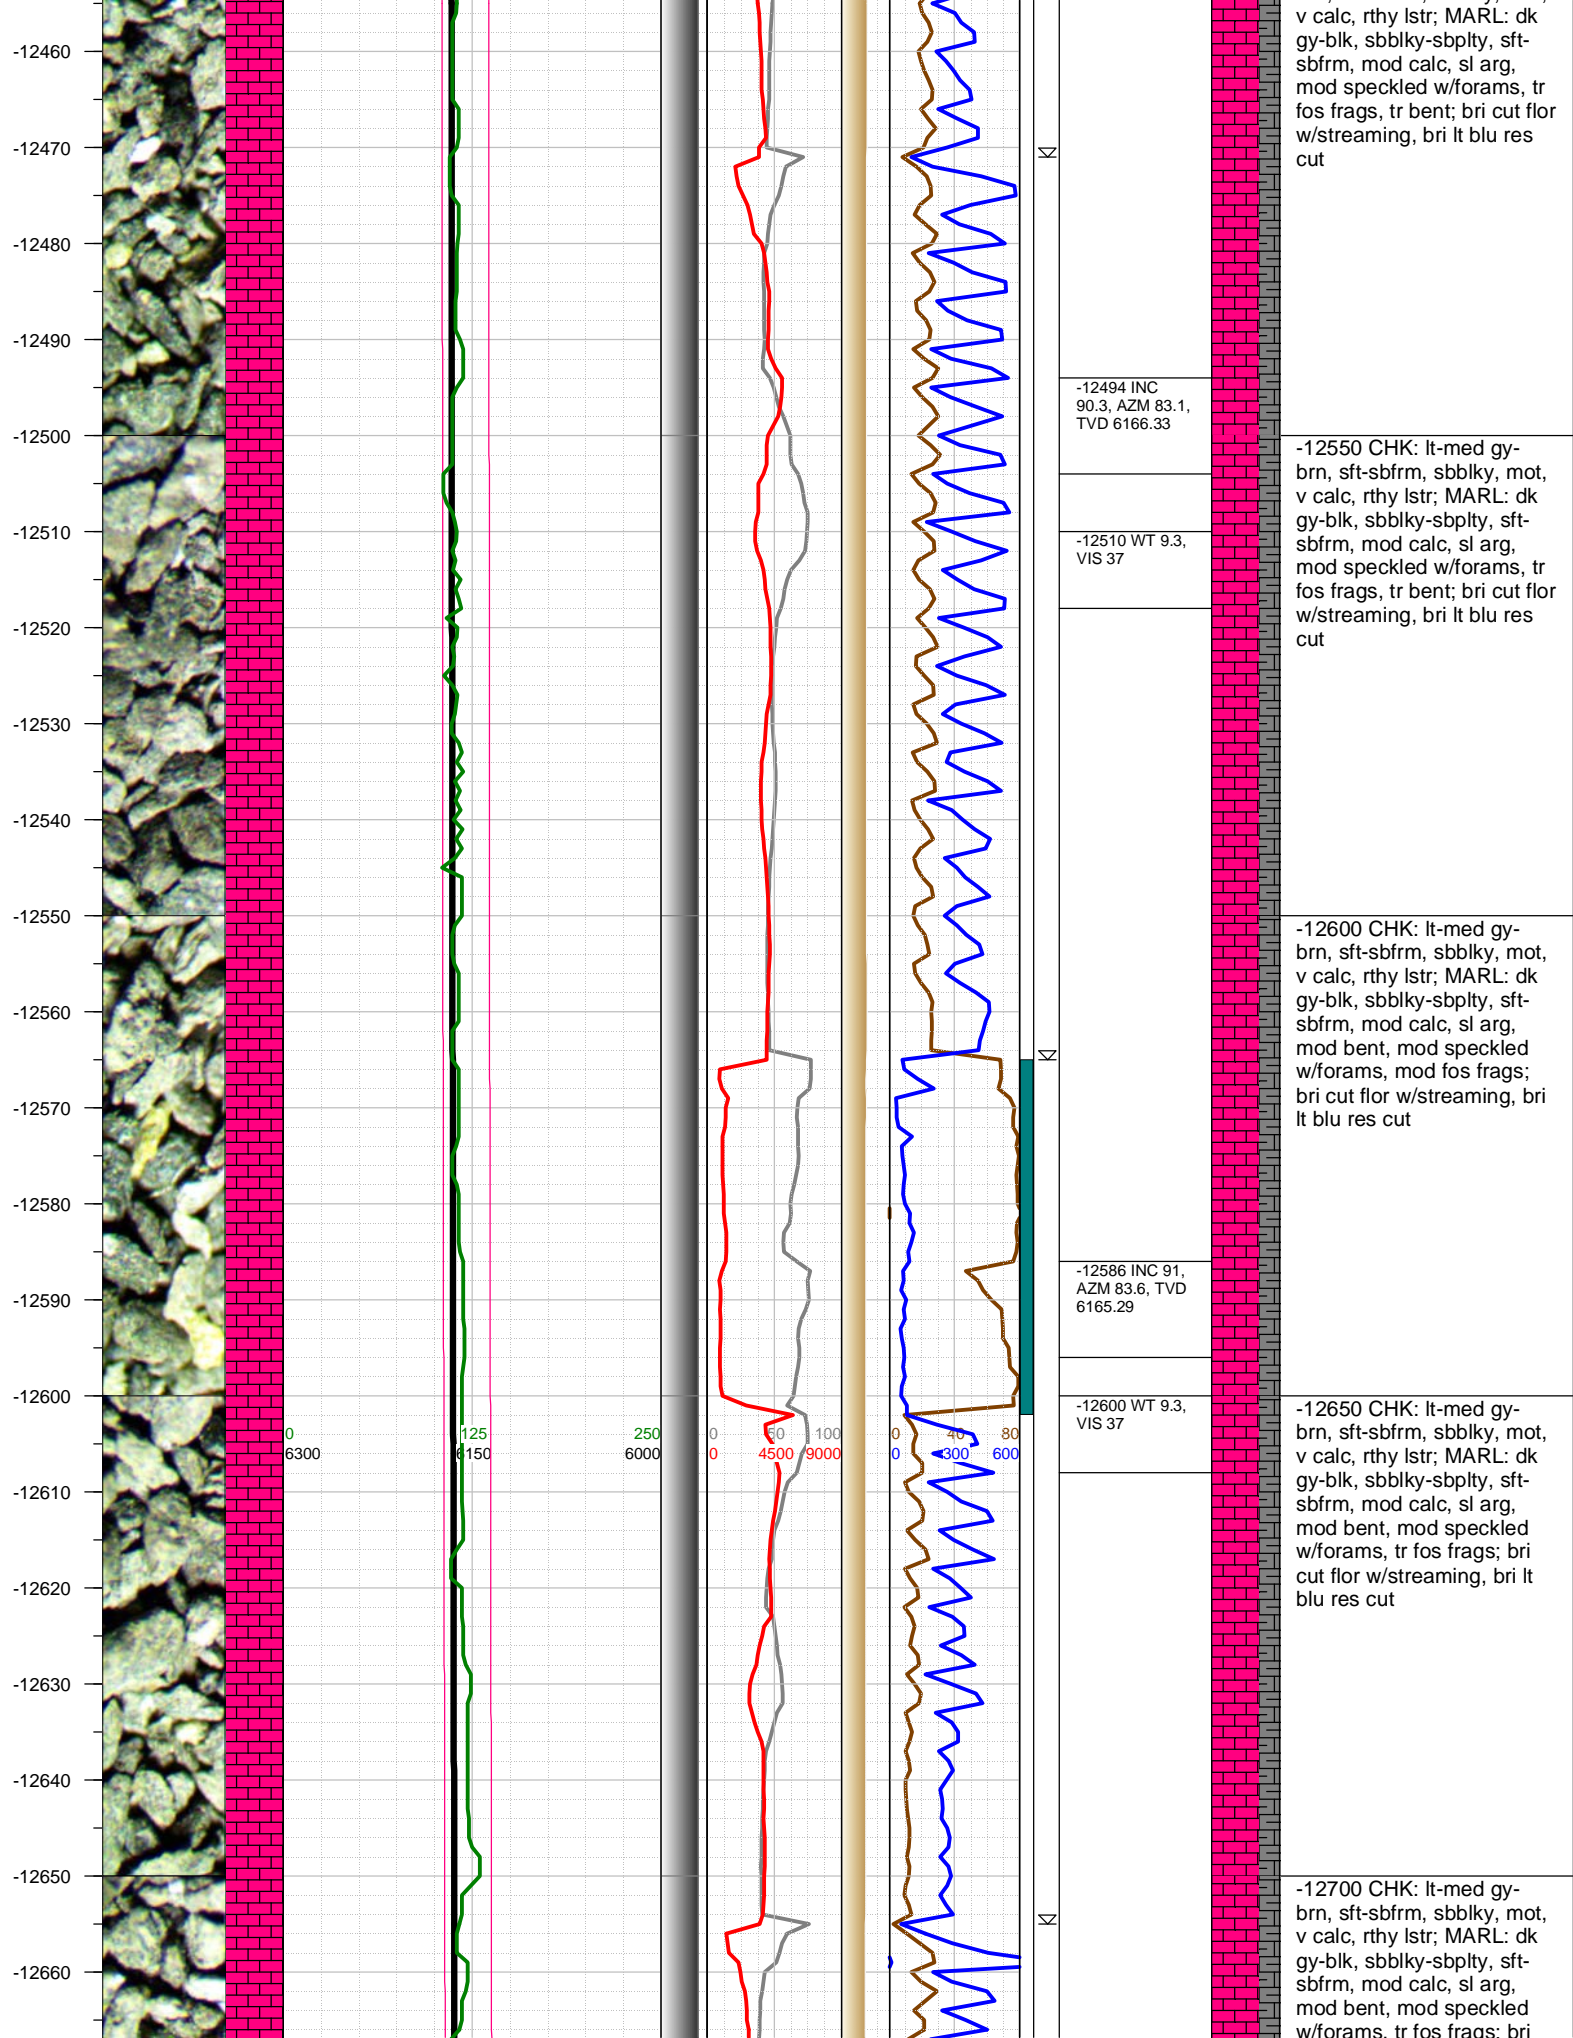 v calc, rthy lstr; MARL: dk
gy-blk, sbblky-sbplty, sft-
sbfrm, mod calc, sl arg,
mod speckled w/forams, tr
fos frags, tr bent; bri cut flor
w/streaming, bri lt blu res
cut
-12460
-12470
-12480
-12490
-12494 INC
90.3, AZM 83.1,
TVD 6166.33
-12500
-12550 CHK: lt-med gy-
brn, sft-sbfrm, sbblky, mot,
v calc, rthy lstr; MARL: dk
gy-blk, sbblky-sbplty, sft-
sbfrm, mod calc, sl arg,
mod speckled w/forams, tr
fos frags, tr bent; bri cut flor
w/streaming, bri lt blu res
cut
-12510
-12510 WT 9.3,
VIS 37
-12520
-12530
-12540
-12550
-12600 CHK: lt-med gy-
brn, sft-sbfrm, sbblky, mot,
v calc, rthy lstr; MARL: dk
gy-blk, sbblky-sbplty, sft-
sbfrm, mod calc, sl arg,
mod bent, mod speckled
w/forams, mod fos frags;
bri cut flor w/streaming, bri
lt blu res cut
-12560
-12570
-12580
-12586 INC 91,
AZM 83.6, TVD
6165.29
-12590
-12600
-12600 WT 9.3,
VIS 37
0 125 250 0 50 100 0 40 80
6300 6150 6000 0 4500 9000 0 300 600
-12650 CHK: lt-med gy-
brn, sft-sbfrm, sbblky, mot,
v calc, rthy lstr; MARL: dk
gy-blk, sbblky-sbplty, sft-
sbfrm, mod calc, sl arg,
mod bent, mod speckled
w/forams, tr fos frags; bri
cut flor w/streaming, bri lt
blu res cut
-12610
-12620
-12630
-12640
-12650
-12700 CHK: lt-med gy-
brn, sft-sbfrm, sbblky, mot,
v calc, rthy lstr; MARL: dk
gy-blk, sbblky-sbplty, sft-
sbfrm, mod calc, sl arg,
mod bent, mod speckled
w/forams, tr fos frags; bri
-12660